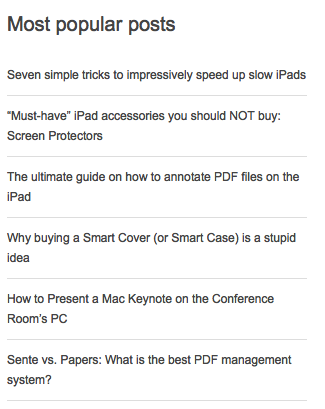 Most popular posts
Seven simple tricks to impressively speed up slow iPads
“Must-have” iPad accessories you should NOT buy:
Screen Protectors
The ultimate guide on how to annotate PDF files on the
iPad
Why buying a Smart Cover (or Smart Case) is a stupid
idea
How to Present a Mac Keynote on the Conference
Room’s PC
Sente vs. Papers: What is the best PDF management
system?